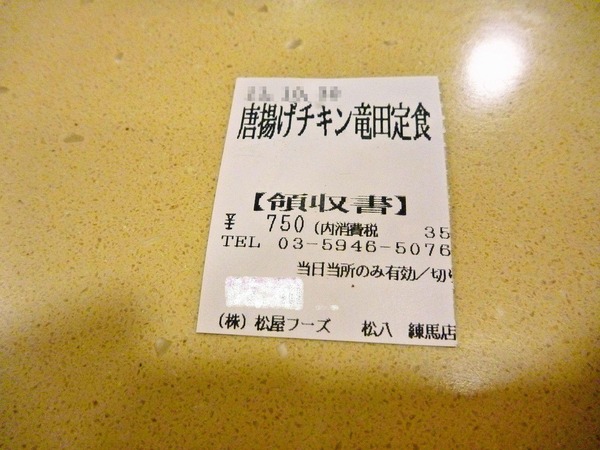 唐揚げチキン竜田定食
【領収書】
¥ 750 (内消費税 35
TEL 03-5946-5076
当日当所のみ有効/切り
(株) 松屋フーズ 松八 練馬店